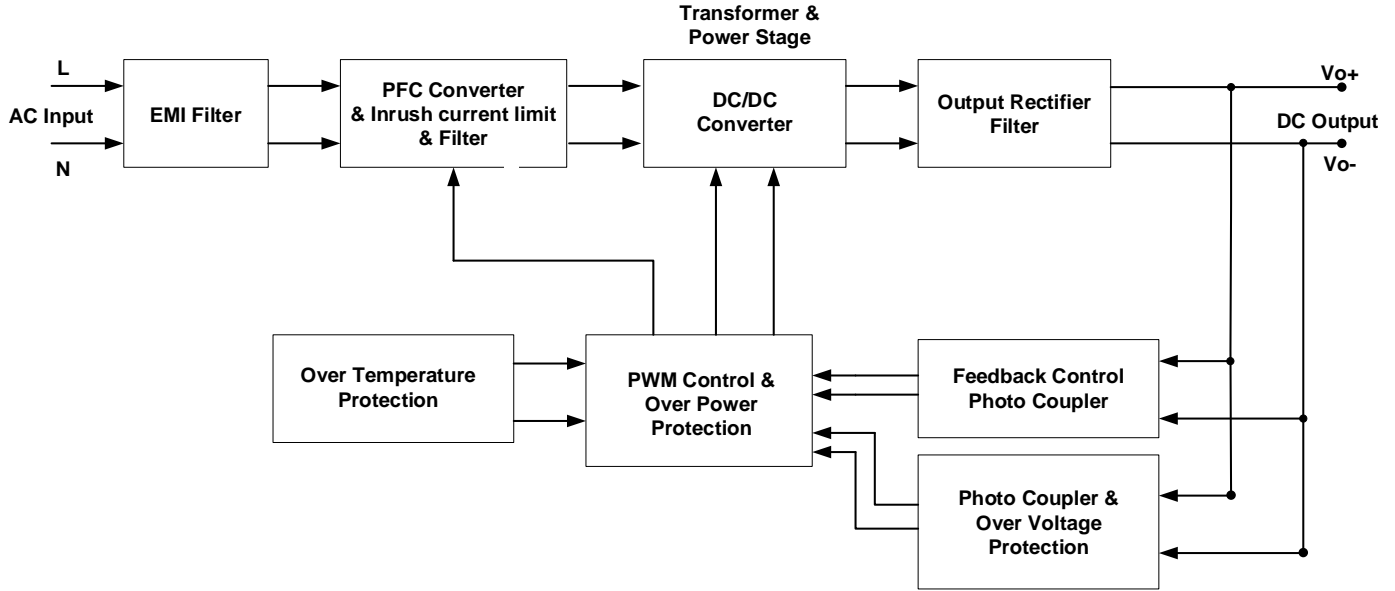 Transformer &
Power Stage
L
AC Input
N
EMI Filter
PFC Converter
& Inrush current limit
& Filter
DC/DC
Converter
Output Rectifier
Filter
Vo+
DC Output
Vo-
Over Temperature
Protection
PWM Control &
Over Power
Protection
Feedback Control
Photo Coupler
Photo Coupler &
Over Voltage
Protection